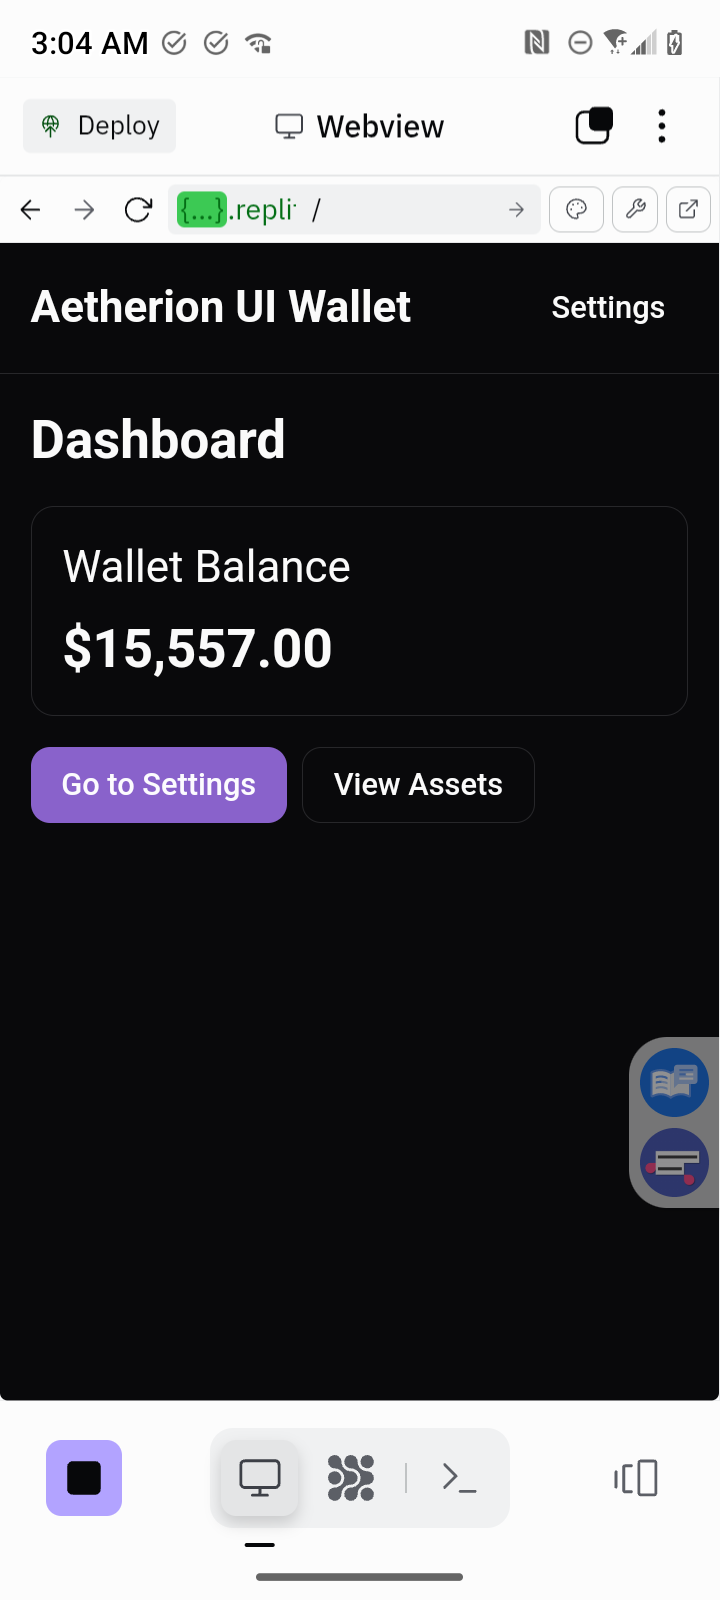 3:04 AM
Deploy
Webview
{...}.repli /
Aetherion UI Wallet
Settings
Dashboard
Wallet Balance
$15,557.00
Go to Settings
View Assets